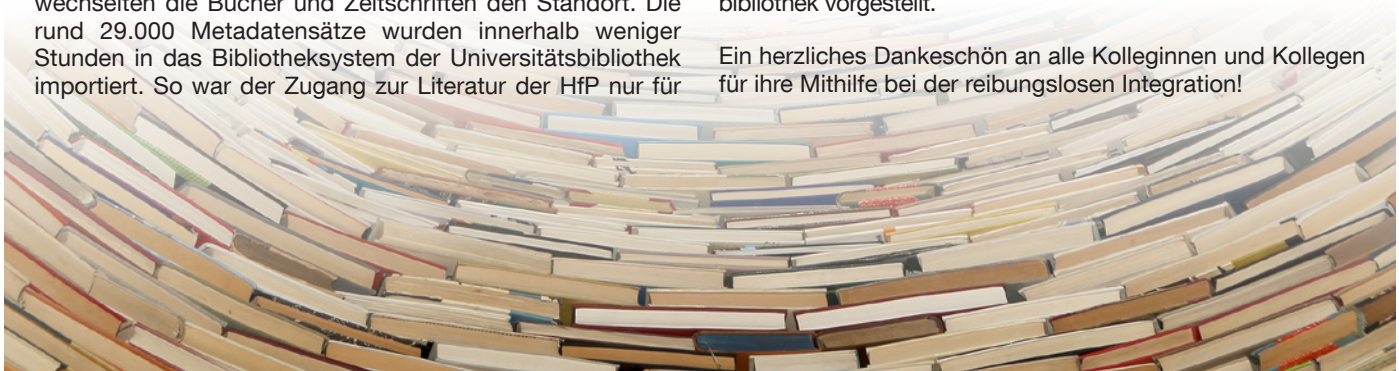 wechselten die Bücher und Zeitschriften den Standort. Die
rund 29.000 Metadatensätze wurden innerhalb weniger
Stunden in das Bibliotheksystem der Universitätsbibliothek
importiert. So war der Zugang zur Literatur der HfP nur für
bibliothek vorgestellt.
Ein herzliches Dankeschön an alle Kolleginnen und Kollegen
für ihre Mithilfe bei der reibungslosen Integration!